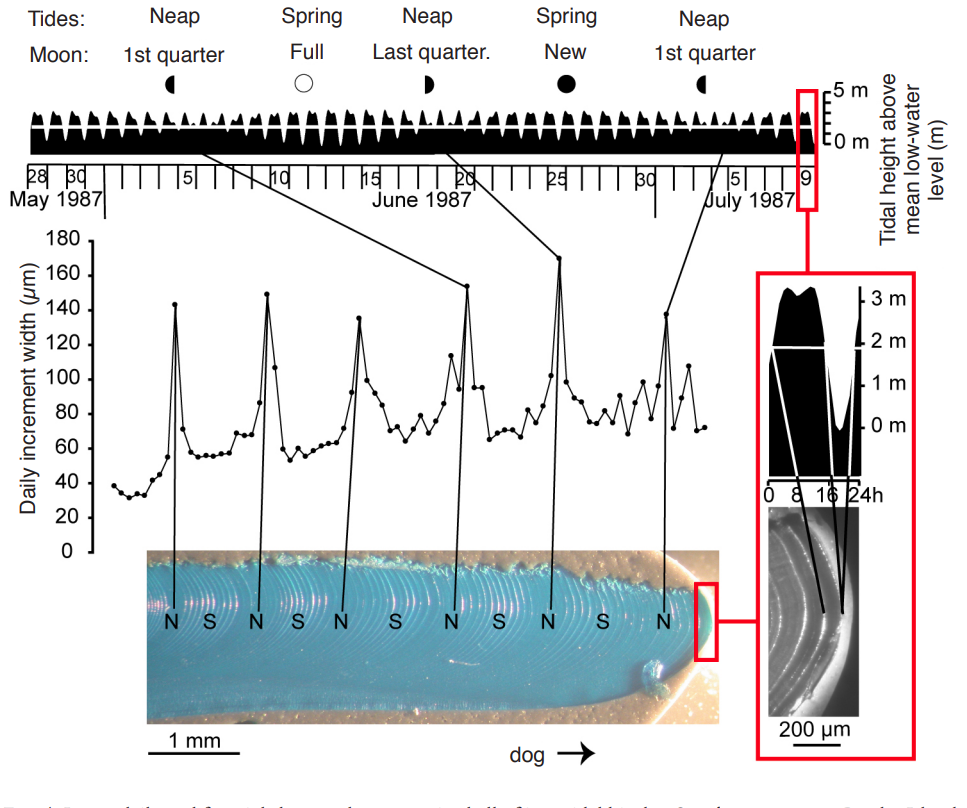 Tides: Neap Spring Neap Spring Neap
Moon: 1st quarter Full Last quarter. New 1st quarter
5 m
0 m
Tidal height above
mean low-water
level (m)
28 30 5 10 15 20 25 30 5 9
May 1987 June 1987 July 1987
Daily increment width (µm)
180
160
140
120
100
80
60
40
20
0
3 m
2 m
1 m
0 m
0 8 16 24h
N S N S N S N S N S N
200 µm
1 mm
dog